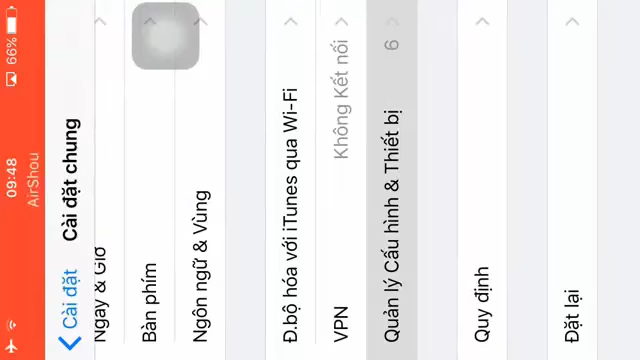 09:48
66%
AirShou
Cài đặt
Cài đặt chung
Ngày & Giờ
Bàn phím
Ngôn ngữ & Vùng
Đ.bộ hóa với iTunes qua Wi-Fi
VPN
Không Kết nối
Quản lý Cấu hình & Thiết bị
6
Quy định
Đặt lại